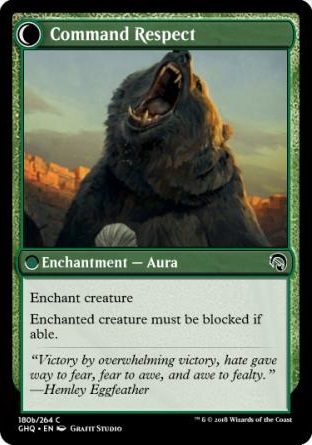 Command Respect
Enchantment — Aura
Enchant creature
Enchanted creature must be blocked if
able.
“Victory by overwhelming victory, hate gave
way to fear, fear to awe, and awe to fealty.”
—Hemley Eggfeather
180b/264 C
GHQ • EN Grafit Studio
™ & © 2018 Wizards of the Coast